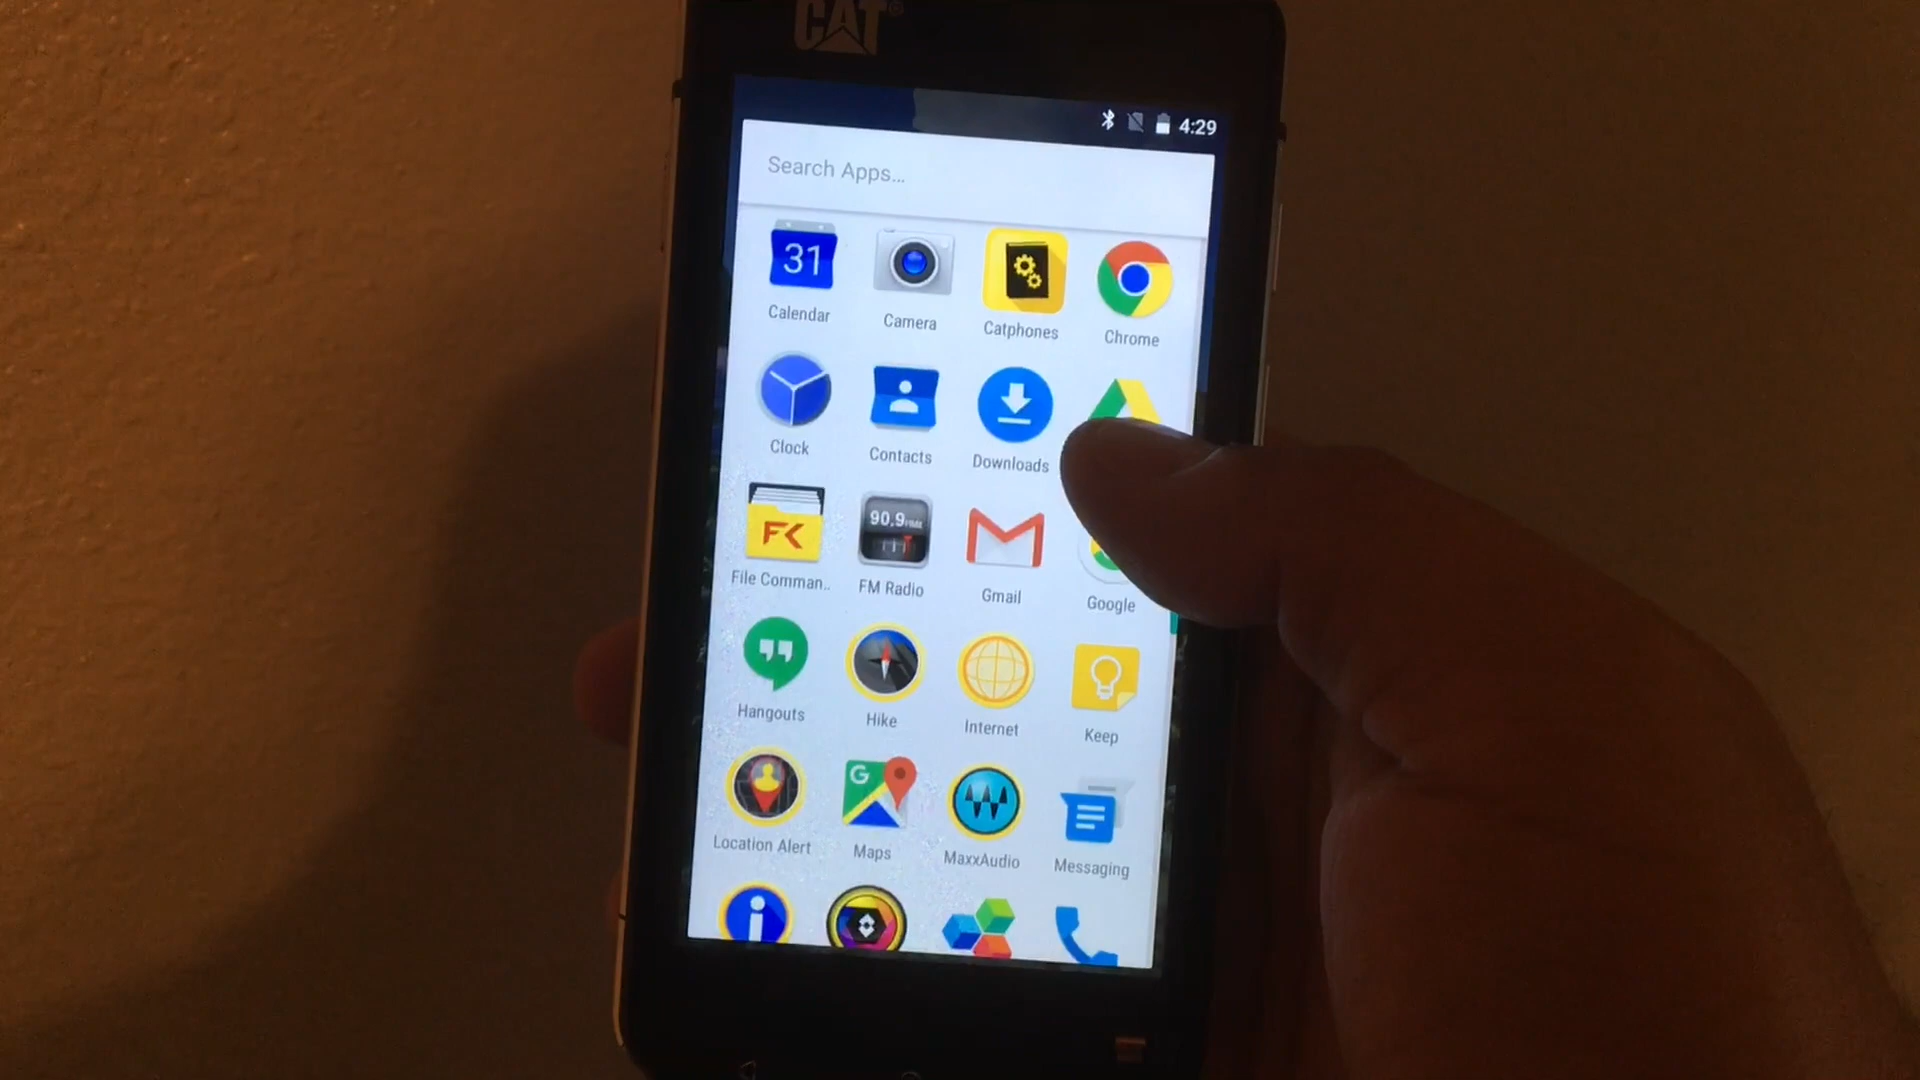 CAT®
4:29
Search Apps...
31
Calendar
Camera
Catphones
Chrome
Clock
Contacts
Downloads
FK
90.9
File Comman..
FM Radio
Gmail
Google
Hangouts
Hike
Internet
Keep
G
Location Alert
Maps
MaxxAudio
Messaging
i